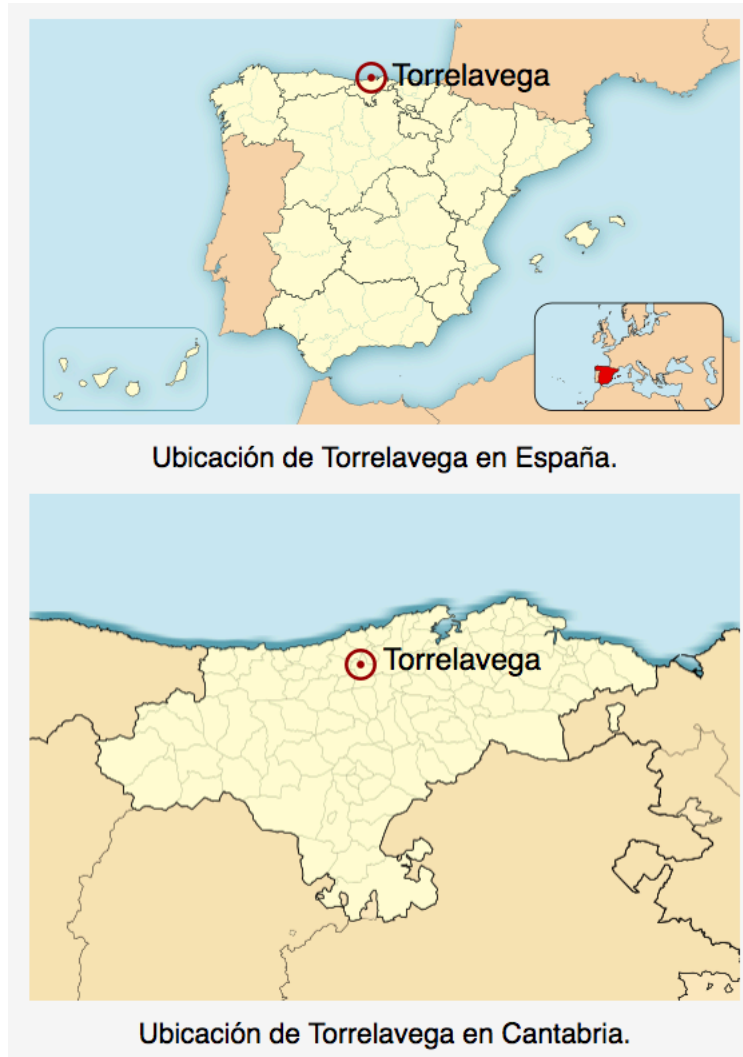 Torrelavega
Ubicación de Torrelavega en España.
Torrelavega
Ubicación de Torrelavega en Cantabria.